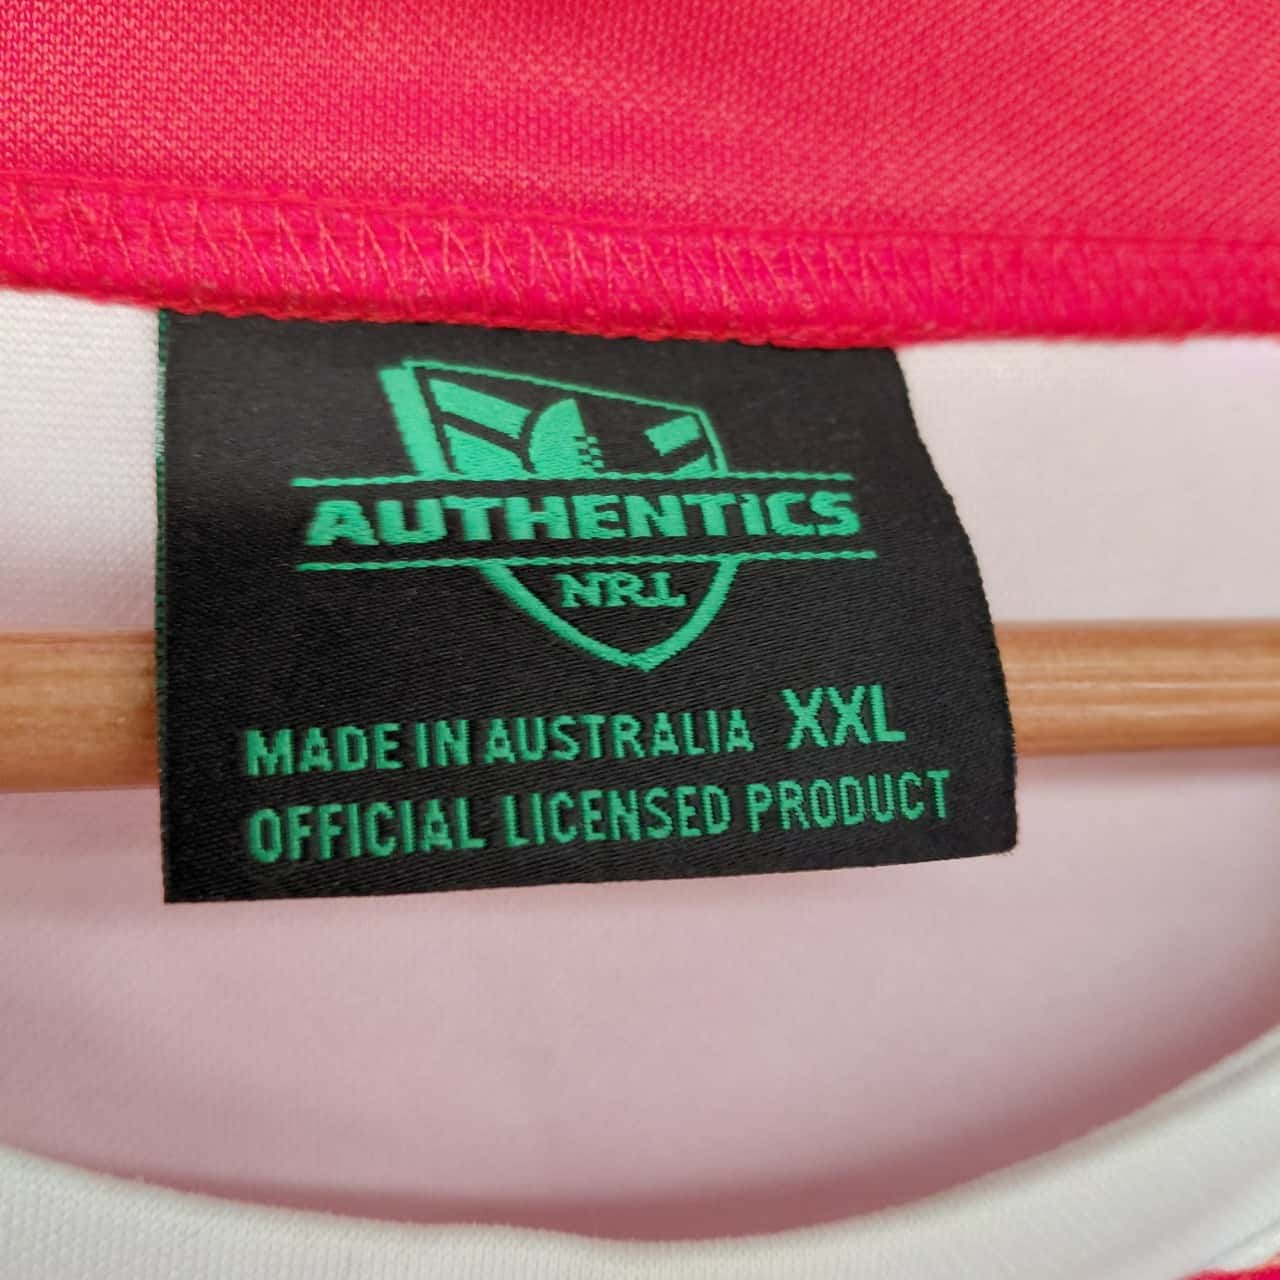 AUTHENTICS
NRL
MADE IN AUSTRALIA XXL
OFFICIAL LICENSED PRODUCT